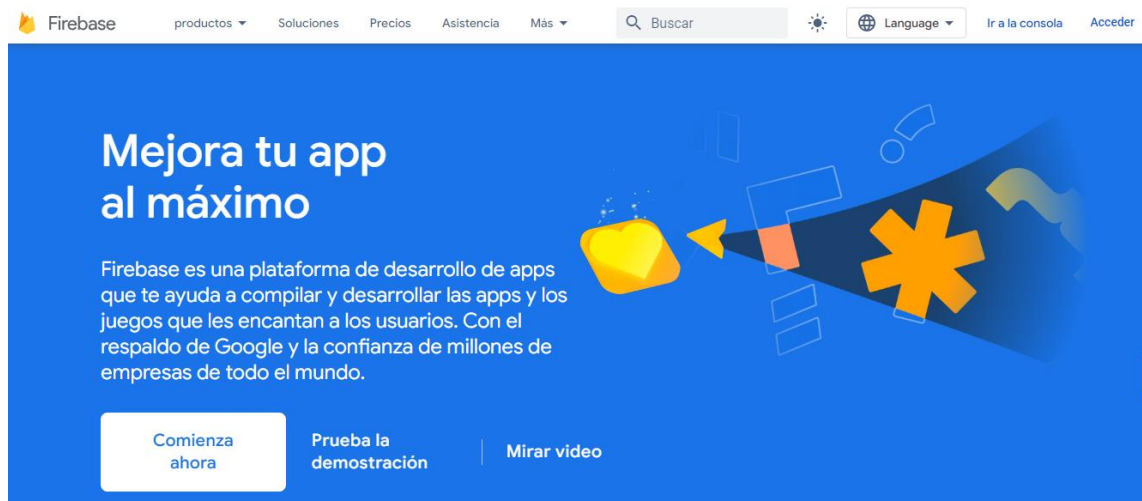 Firebase productos Soluciones Precios Asistencia Más Buscar Language Ir a la consola Acceder
Mejora tu app
al máximo
Firebase es una plataforma de desarrollo de apps
que te ayuda a compilar y desarrollar las apps y los
juegos que les encantan a los usuarios. Con el
respaldo de Google y la confianza de millones de
empresas de todo el mundo.
Comienza
ahora
Prueba la
demostración
Mirar video